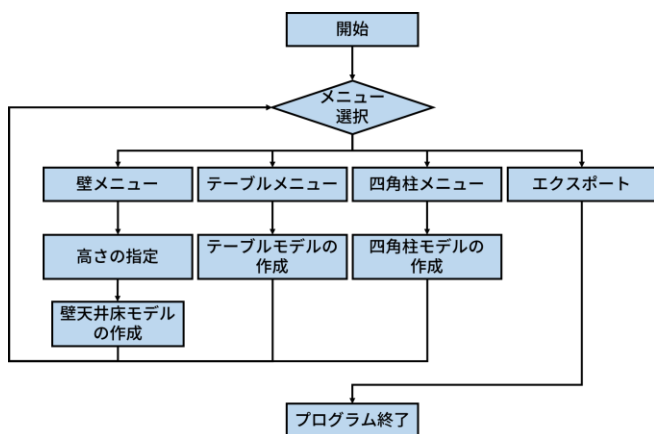 開始
メニュー
選択
壁メニュー
テーブルメニュー
四角柱メニュー
エクスポート
高さの指定
テーブルモデルの
作成
四角柱モデルの
作成
壁天井床モデル
の作成
プログラム終了